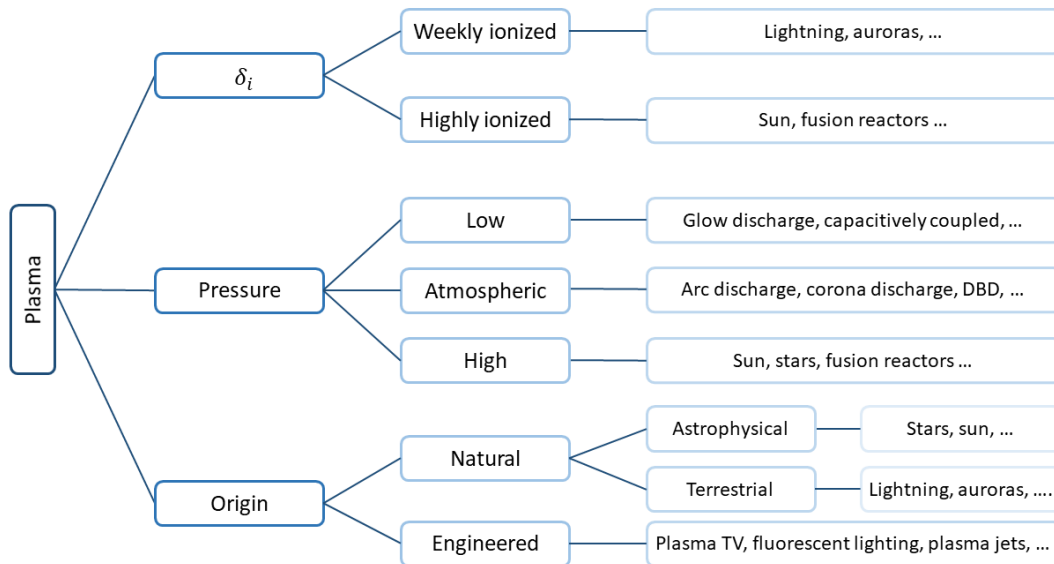 Plasma
δᵢ
Weekly ionized
Lightning, auroras, ...
Highly ionized
Sun, fusion reactors ...
Pressure
Low
Glow discharge, capacitively coupled, ...
Atmospheric
Arc discharge, corona discharge, DBD, ...
High
Sun, stars, fusion reactors ...
Origin
Natural
Astrophysical
Stars, sun, ...
Terrestrial
Lightning, auroras, ....
Engineered
Plasma TV, fluorescent lighting, plasma jets, ...